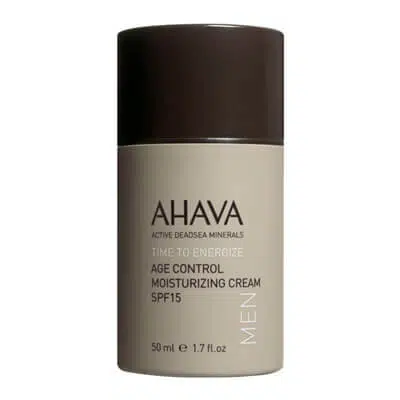 AHAVA
ACTIVE DEADSEA MINERALS
TIME TO ENERGIZE
AGE CONTROL
MOISTURIZING CREAM
SPF15
MEN
50 ml ℮ 1.7 fl.oz